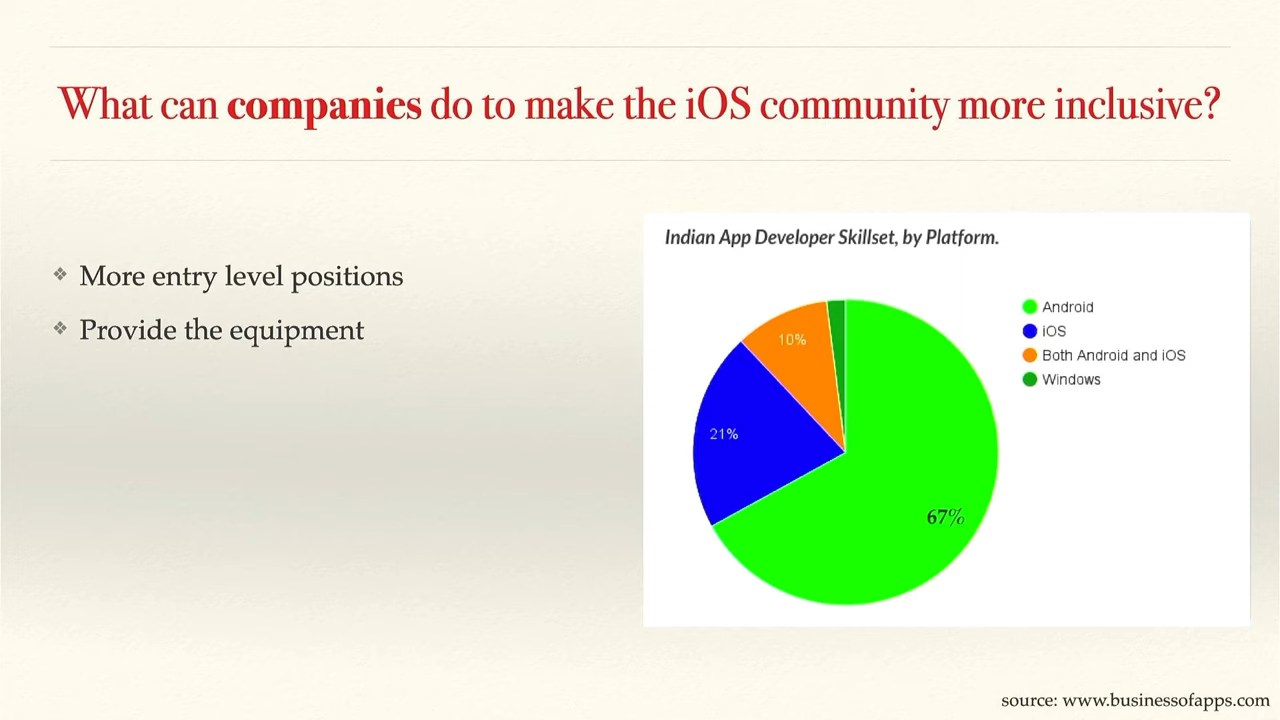 What can companies do to make the iOS community more inclusive?
More entry level positions
Provide the equipment
Indian App Developer Skillset, by Platform.
Android
iOS
Both Android and iOS
Windows
10%
21%
67%
source: www.businessofapps.com